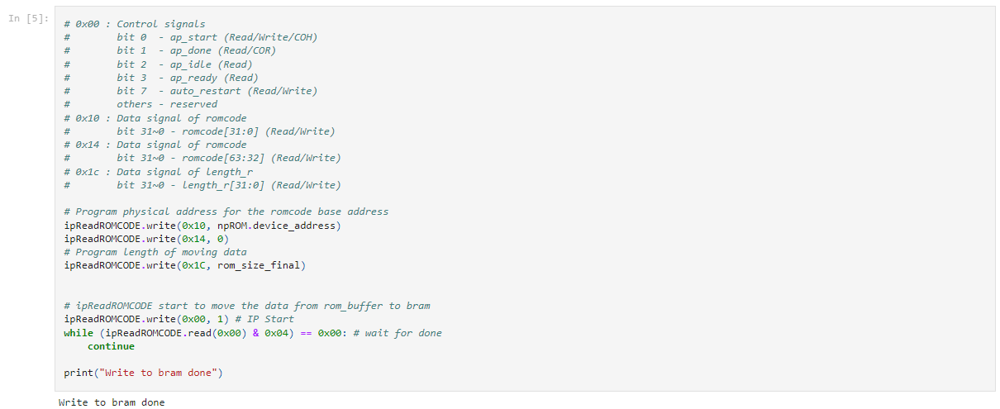 In [5]:
# 0x00 : Control signals
#        bit 0  - ap_start (Read/Write/COH)
#        bit 1  - ap_done (Read/COR)
#        bit 2  - ap_idle (Read)
#        bit 3  - ap_ready (Read)
#        bit 7  - auto_restart (Read/Write)
#        others - reserved
# 0x10 : Data signal of romcode
#        bit 31~0 - romcode[31:0] (Read/Write)
# 0x14 : Data signal of romcode
#        bit 31~0 - romcode[63:32] (Read/Write)
# 0x1c : Data signal of length_r
#        bit 31~0 - length_r[31:0] (Read/Write)
# Program physical address for the romcode base address
ipReadROMCODE.write(0x10, npROM.device_address)
ipReadROMCODE.write(0x14, 0)
# Program length of moving data
ipReadROMCODE.write(0x1C, rom_size_final)
# ipReadROMCODE start to move the data from rom_buffer to bram
ipReadROMCODE.write(0x00, 1) # IP Start
while (ipReadROMCODE.read(0x00) & 0x04) == 0x00: # wait for done
    continue
print("Write to bram done")
Write to bram done